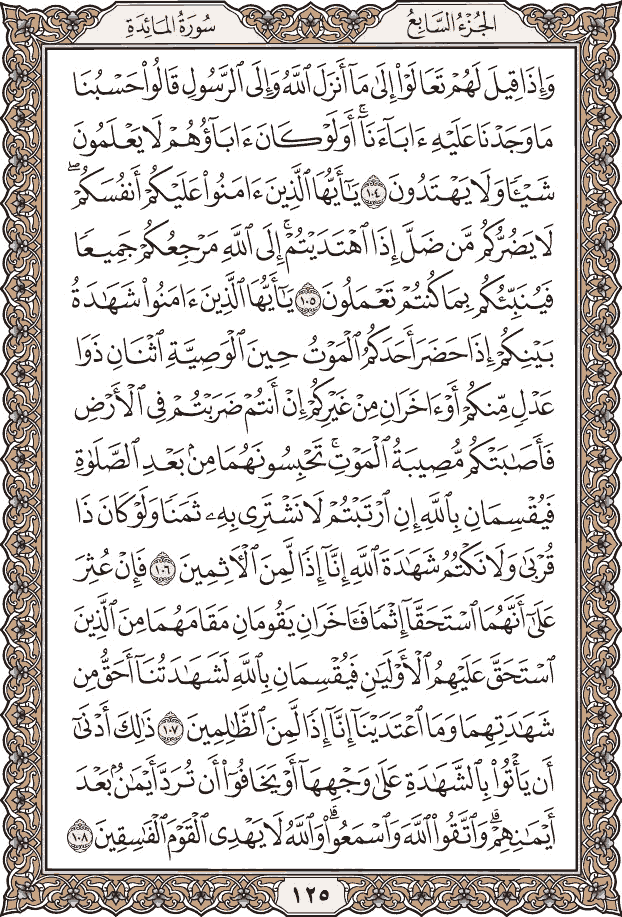 الجُزْءُ السَّابِعُ
سُورَةُ المَائِدَةِ
وَإِذَا قِيلَ لَهُمۡ تَعَالَوۡاْ إِلَىٰ مَآ أَنزَلَ ٱللَّهُ وَإِلَى ٱلرَّسُولِ قَالُواْ حَسۡبُنَا
مَا وَجَدۡنَا عَلَيۡهِ ءَابَآءَنَآۚ أَوَلَوۡ كَانَ ءَابَآؤُهُمۡ لَا يَعۡلَمُونَ
شَيۡـٔٗا وَلَا يَهۡتَدُونَ ١٠٤ يَٰٓأَيُّهَا ٱلَّذِينَ ءَامَنُواْ عَلَيۡكُمۡ أَنفُسَكُمۡۖ
لَا يَضُرُّكُم مَّن ضَلَّ إِذَا ٱهۡتَدَيۡتُمۡۚ إِلَى ٱللَّهِ مَرۡجِعُكُمۡ جَمِيعٗا
فَيُنَبِّئُكُم بِمَا كُنتُمۡ تَعۡمَلُونَ ١٠٥ يَٰٓأَيُّهَا ٱلَّذِينَ ءَامَنُواْ شَهَٰدَةُ
بَيۡنِكُمۡ إِذَا حَضَرَ أَحَدَكُمُ ٱلۡمَوۡتُ حِينَ ٱلۡوَصِيَّةِ ٱثۡنَانِ ذَوَا
عَدۡلٖ مِّنكُمۡ أَوۡ ءَاخَرَانِ مِنۡ غَيۡرِكُمۡ إِنۡ أَنتُمۡ ضَرَبۡتُمۡ فِي ٱلۡأَرۡضِ
فَأَصَٰبَتۡكُم مُّصِيبَةُ ٱلۡمَوۡتِۚ تَحۡبِسُونَهُمَا مِنۢ بَعۡدِ ٱلصَّلَوٰةِ
فَيُقۡسِمَانِ بِٱللَّهِ إِنِ ٱرۡتَبۡتُمۡ لَا نَشۡتَرِي بِهِۦ ثَمَنٗا وَلَوۡ كَانَ ذَا
قُرۡبَىٰ وَلَا نَكۡتُمُ شَهَٰدَةَ ٱللَّهِ إِنَّآ إِذٗا لَّمِنَ ٱلۡأٓثِمِينَ ١٠٦ فَإِنۡ عُثِرَ
عَلَىٰٓ أَنَّهُمَا ٱسۡتَحَقَّآ إِثۡمٗا فَـَٔاخَرَانِ يَقُومَانِ مَقَامَهُمَا مِنَ ٱلَّذِينَ
ٱسۡتَحَقَّ عَلَيۡهِمُ ٱلۡأَوۡلَيَٰنِ فَيُقۡسِمَانِ بِٱللَّهِ لَشَهَٰدَتُنَآ أَحَقُّ مِن
شَهَٰدَتِهِمَا وَمَا ٱعۡتَدَيۡنَآ إِنَّآ إِذٗا لَّمِنَ ٱلظَّٰلِمِينَ ١٠٧ ذَٰلِكَ أَدۡنَىٰٓ
أَن يَأۡتُواْ بِٱلشَّهَٰدَةِ عَلَىٰ وَجۡهِهَآ أَوۡ يَخَافُوٓاْ أَن تُرَدَّ أَيۡمَٰنُۢ بَعۡدَ
أَيۡمَٰنِهِمۡۗ وَٱتَّقُواْ ٱللَّهَ وَٱسۡمَعُواْۗ وَٱللَّهُ لَا يَهۡدِي ٱلۡقَوۡمَ ٱلۡفَٰسِقِينَ ١٠٨
١٢٥